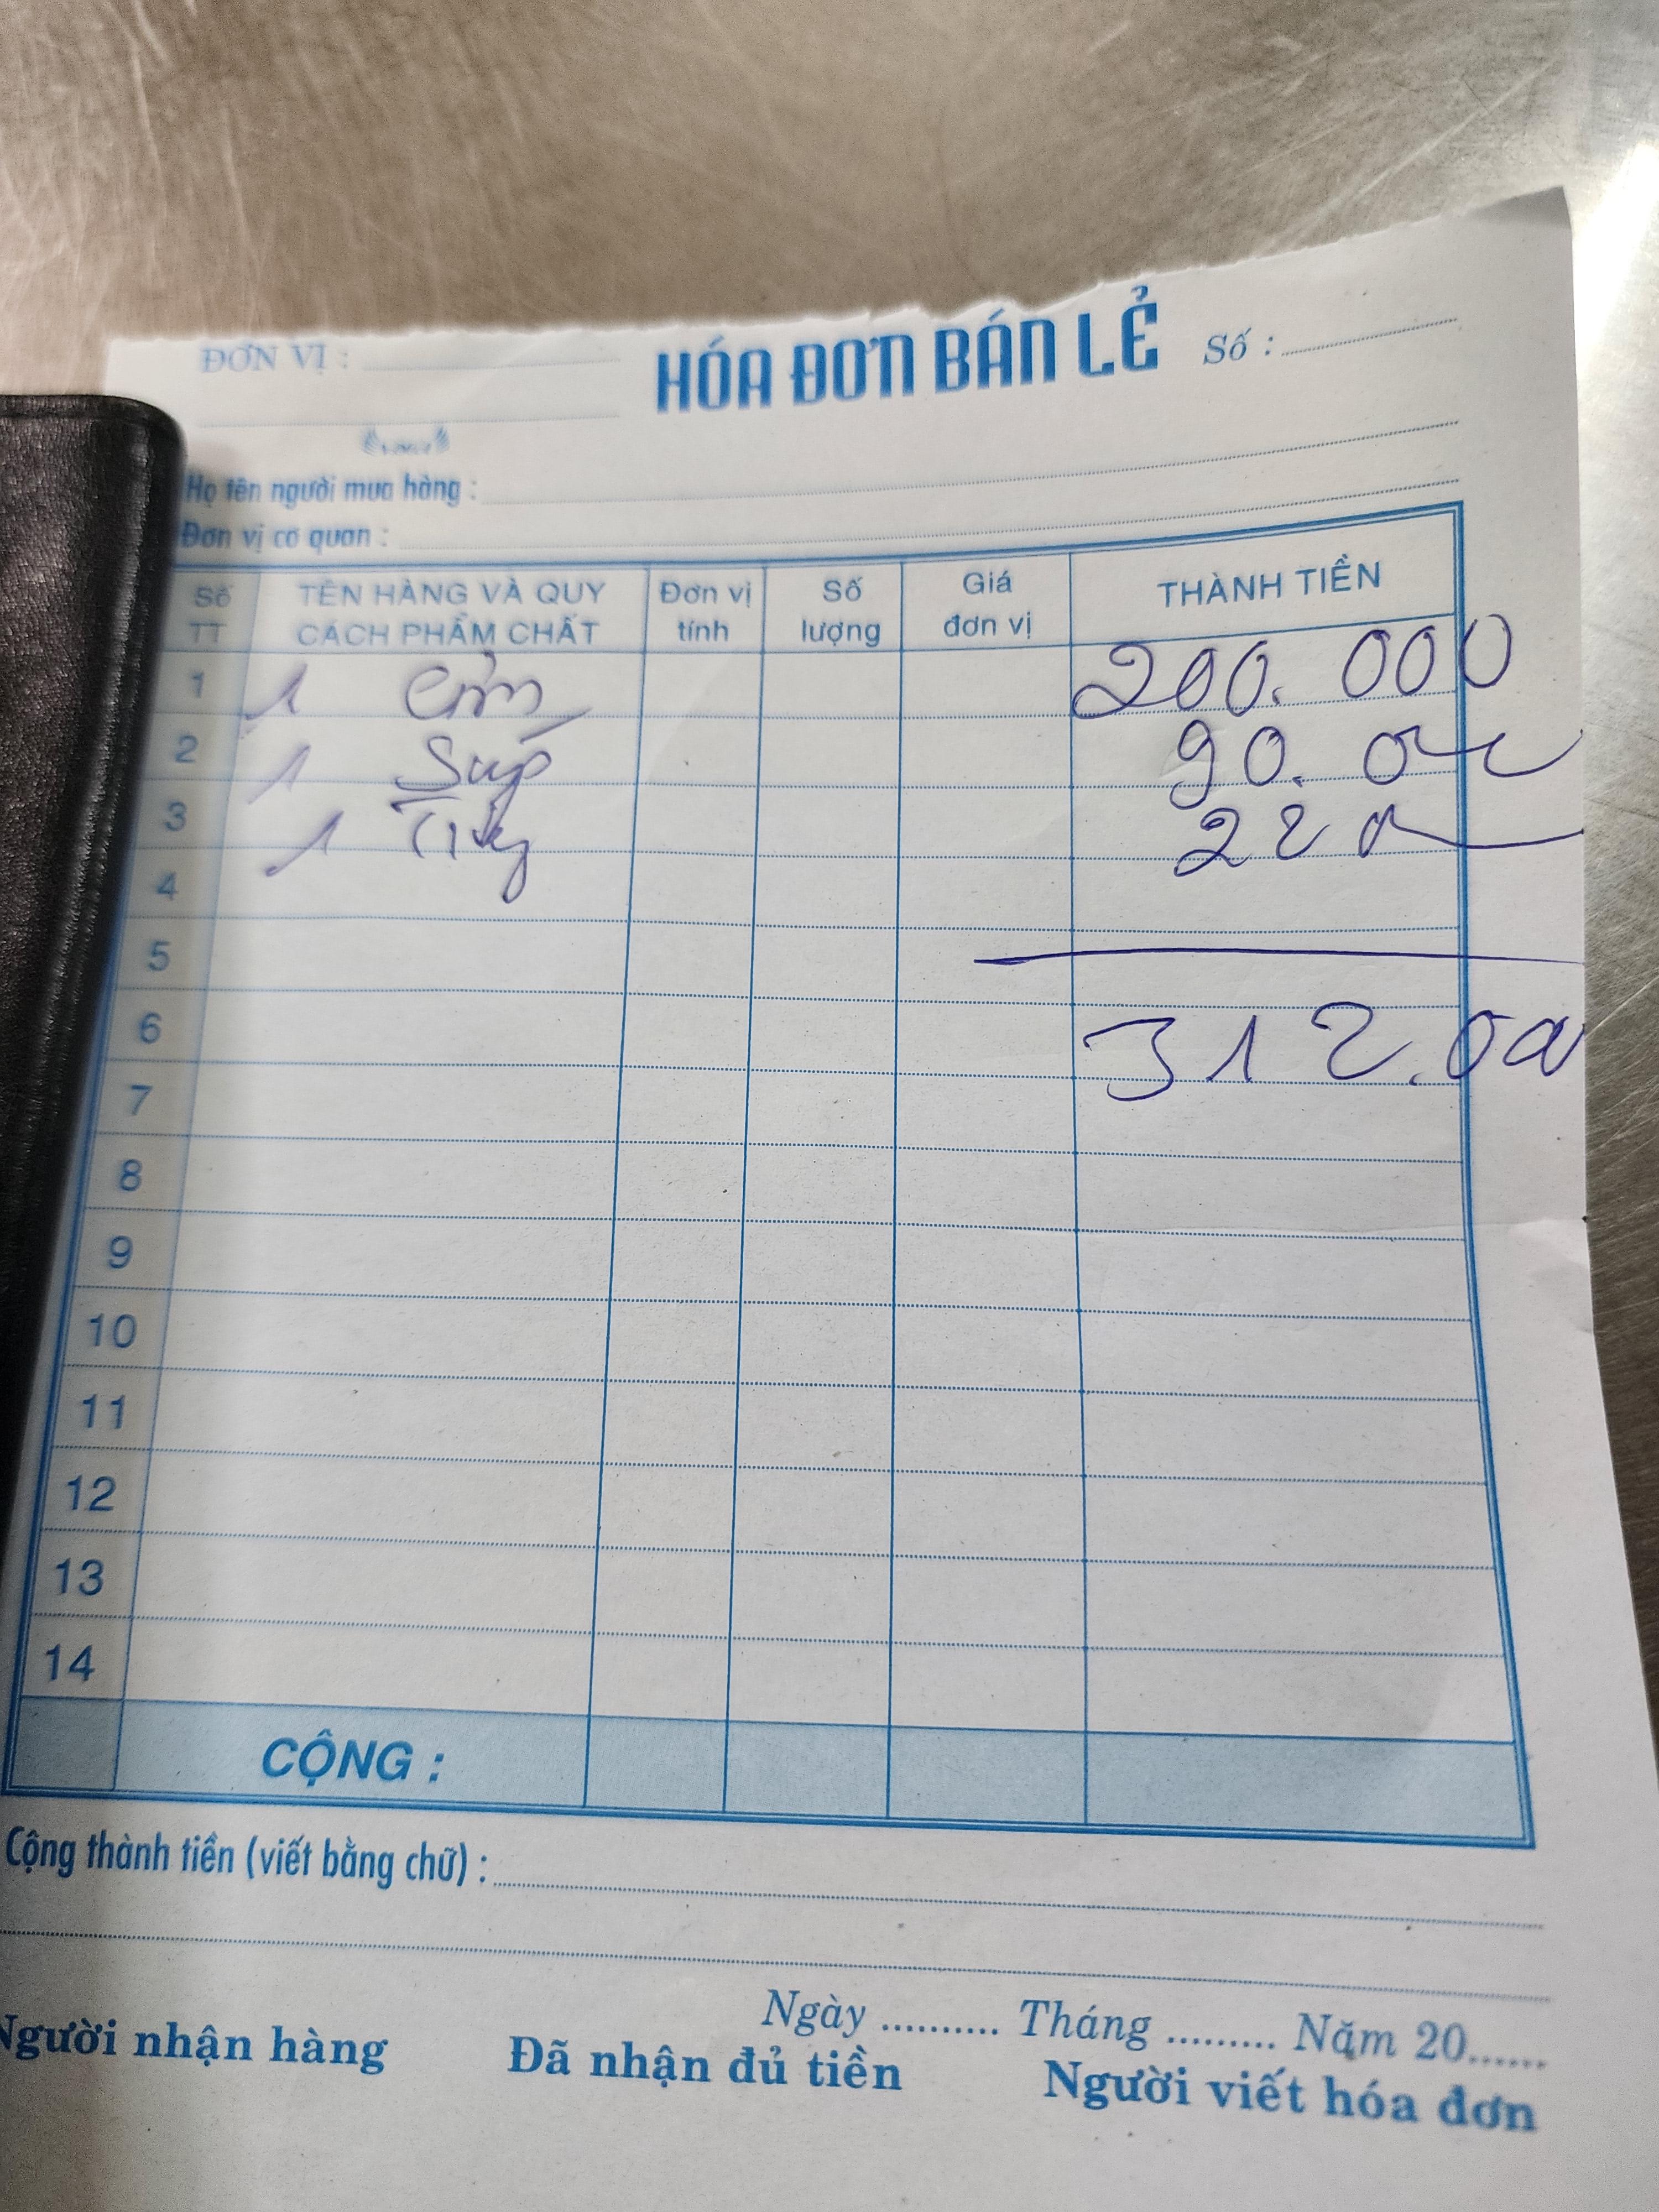 ĐƠN VỊ : HÓA ĐƠN BÁN LẺ Số :
Họ tên người mua hàng :
Đơn vị cơ quan :
Số TT TÊN HÀNG VÀ QUY CÁCH PHẨM CHẤT Đơn vị tính Số lượng Giá đơn vị THÀNH TIỀN
1 1 200.000
2 1 Súp 90.
3 1 22
4
5
6 312.000
7
8
9
10
11
12
13
14
CỘNG :
Cộng thành tiền (viết bằng chữ) :
Ngày .......... Tháng ......... Năm 20......
Người nhận hàng Đã nhận đủ tiền Người viết hóa đơn